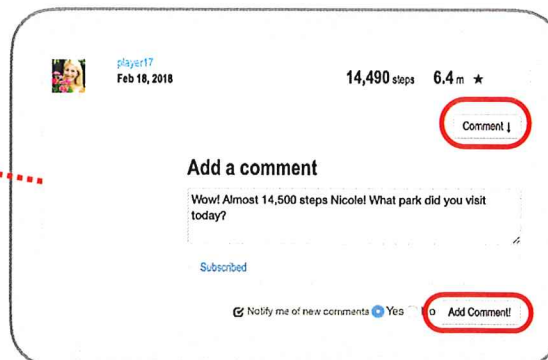 player17
Feb 18, 2018
14,490 steps 6.4 m ★
Comment ↓
Add a comment
Wow! Almost 14,500 steps Nicole! What park did you visit
today?
Subscribed
Notify me of new comments Yes Add Comment!